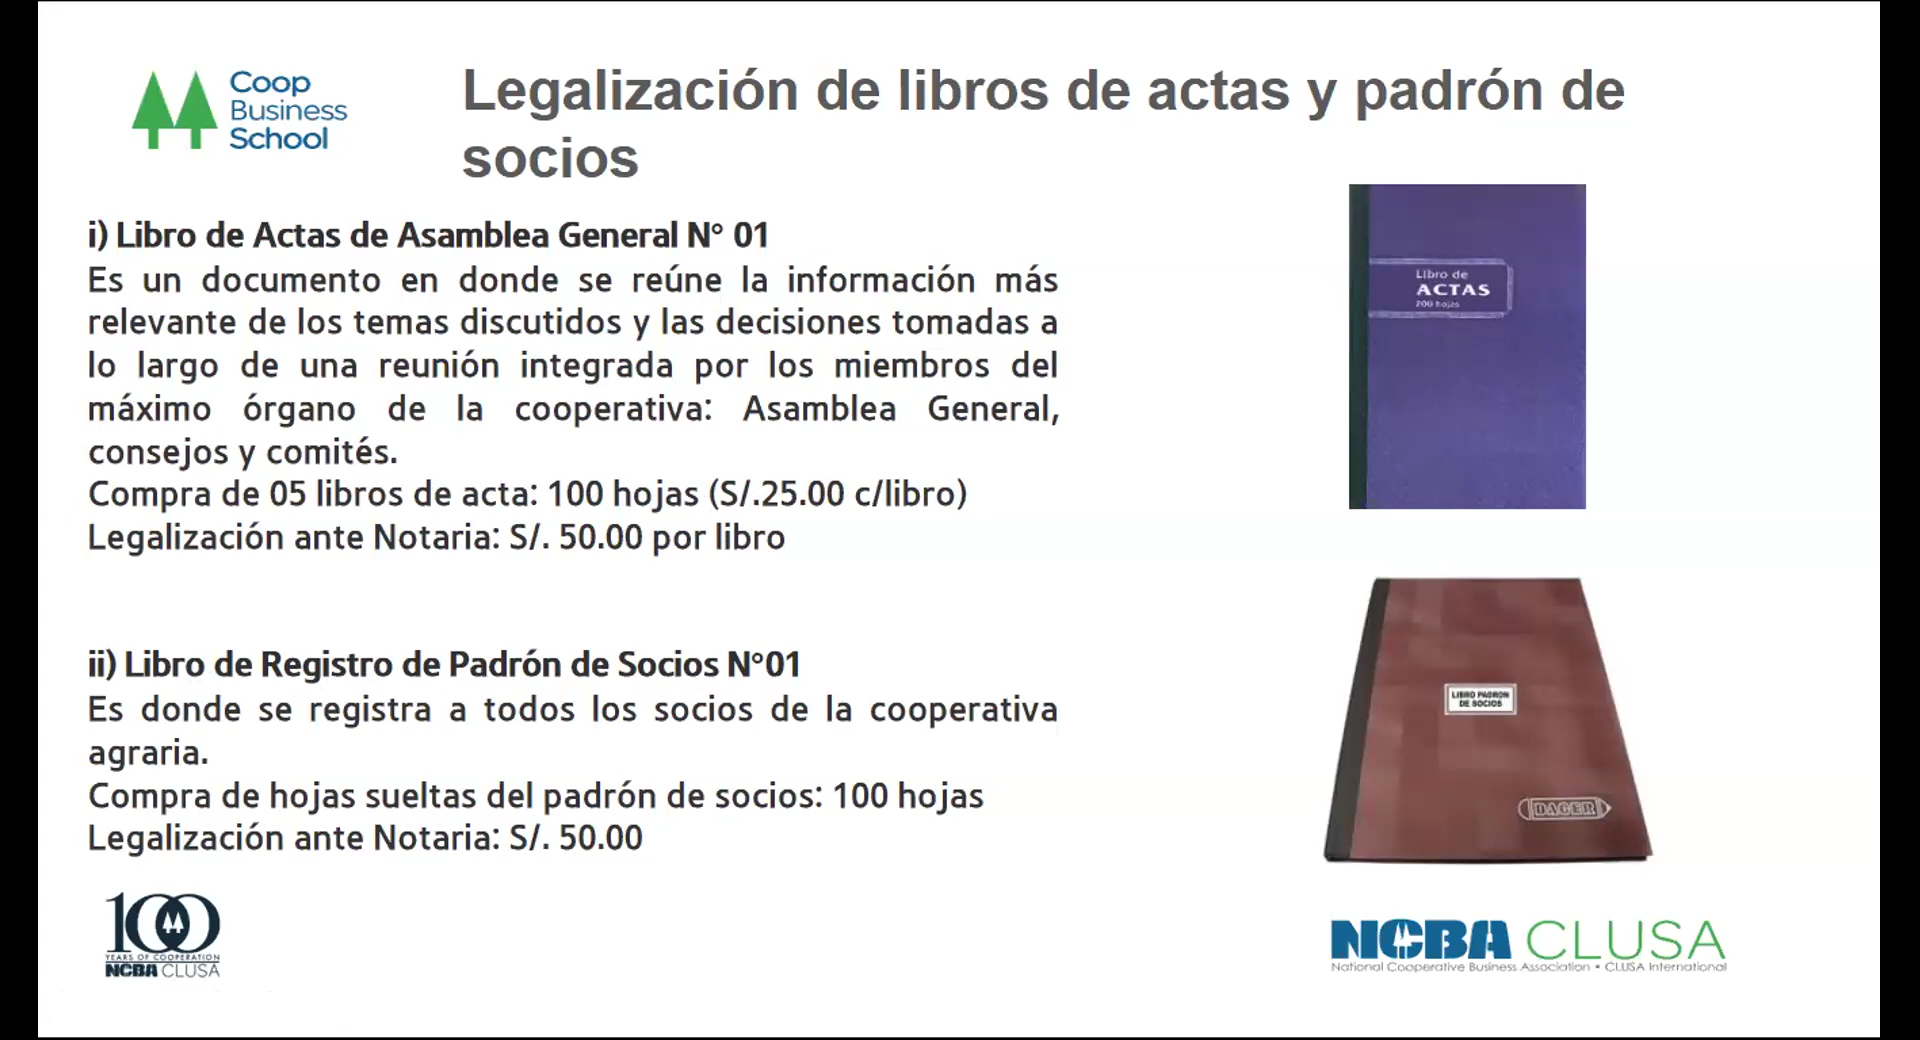 Coop
Business
School
Legalización de libros de actas y padrón de
socios
i) Libro de Actas de Asamblea General N° 01
Es un documento en donde se reúne la información más
relevante de los temas discutidos y las decisiones tomadas a
lo largo de una reunión integrada por los miembros del
máximo órgano de la cooperativa: Asamblea General,
consejos y comités.
Compra de 05 libros de acta: 100 hojas (S/.25.00 c/libro)
Legalización ante Notaria: S/. 50.00 por libro
Libro de
ACTAS
200 hojas
ii) Libro de Registro de Padrón de Socios N°01
Es donde se registra a todos los socios de la cooperativa
agraria.
Compra de hojas sueltas del padrón de socios: 100 hojas
Legalización ante Notaria: S/. 50.00
LIBRO PADRON
DE SOCIOS
DAGER
100
YEARS OF COOPERATION
NCBA CLUSA
NCBA CLUSA
National Cooperative Business Association • CLUSA International